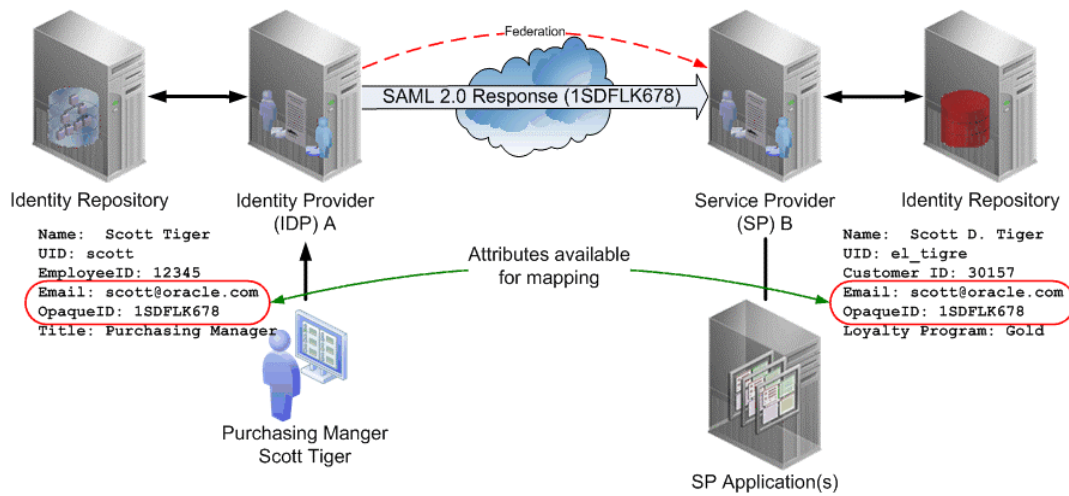 Federation
SAML 2.0 Response (1SDFLK678)
Identity Repository
Identity Provider
(IDP) A
Service Provider
(SP) B
Identity Repository
Name: Scott Tiger
UID: scott
EmployeeID: 12345
Email: scott@oracle.com
OpaqueID: 1SDFLK678
Title: Purchasing Manager
Attributes available
for mapping
Name: Scott D. Tiger
UID: el_tigre
Customer ID: 30157
Email: scott@oracle.com
OpaqueID: 1SDFLK678
Loyalty Program: Gold
Purchasing Manger
Scott Tiger
SP Application(s)